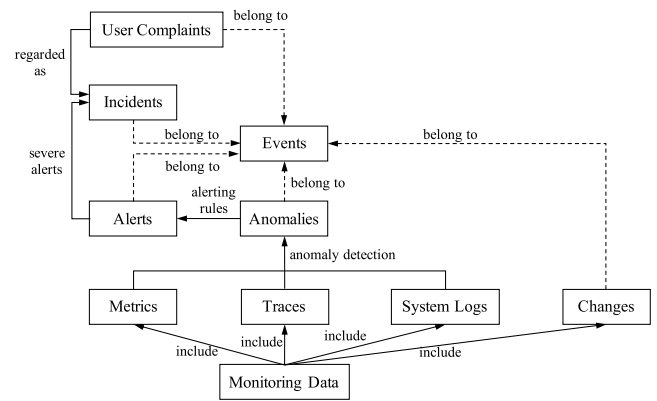 belong to
User Complaints
regarded
as
Incidents
belong to
Events
belong to
severe
alerts
belong to
belong to
alerting
rules
Alerts
Anomalies
anomaly detection
Metrics
Traces
System Logs
Changes
include
include
include
include
Monitoring Data